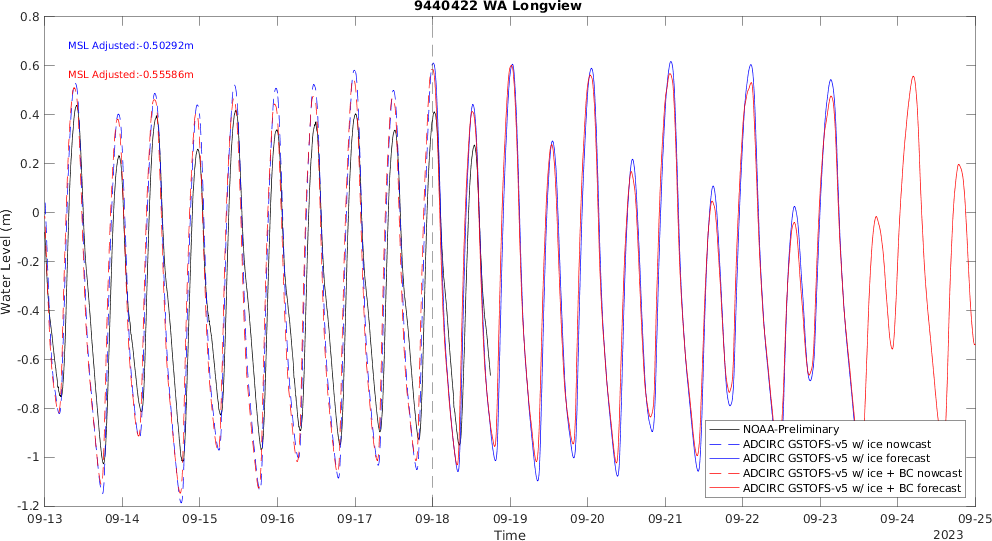 9440422 WA Longview
MSL Adjusted:-0.50292m
MSL Adjusted:-0.55586m
Water Level (m)
0.8
0.6
0.4
0.2
0
-0.2
-0.4
-0.6
-0.8
-1
-1.2
NOAA-Preliminary
ADCIRC GSTOFS-v5 w/ ice nowcast
ADCIRC GSTOFS-v5 w/ ice forecast
ADCIRC GSTOFS-v5 w/ ice + BC nowcast
ADCIRC GSTOFS-v5 w/ ice + BC forecast
09-13 09-14 09-15 09-16 09-17 09-18 09-19 09-20 09-21 09-22 09-23 09-24 09-25
Time
2023